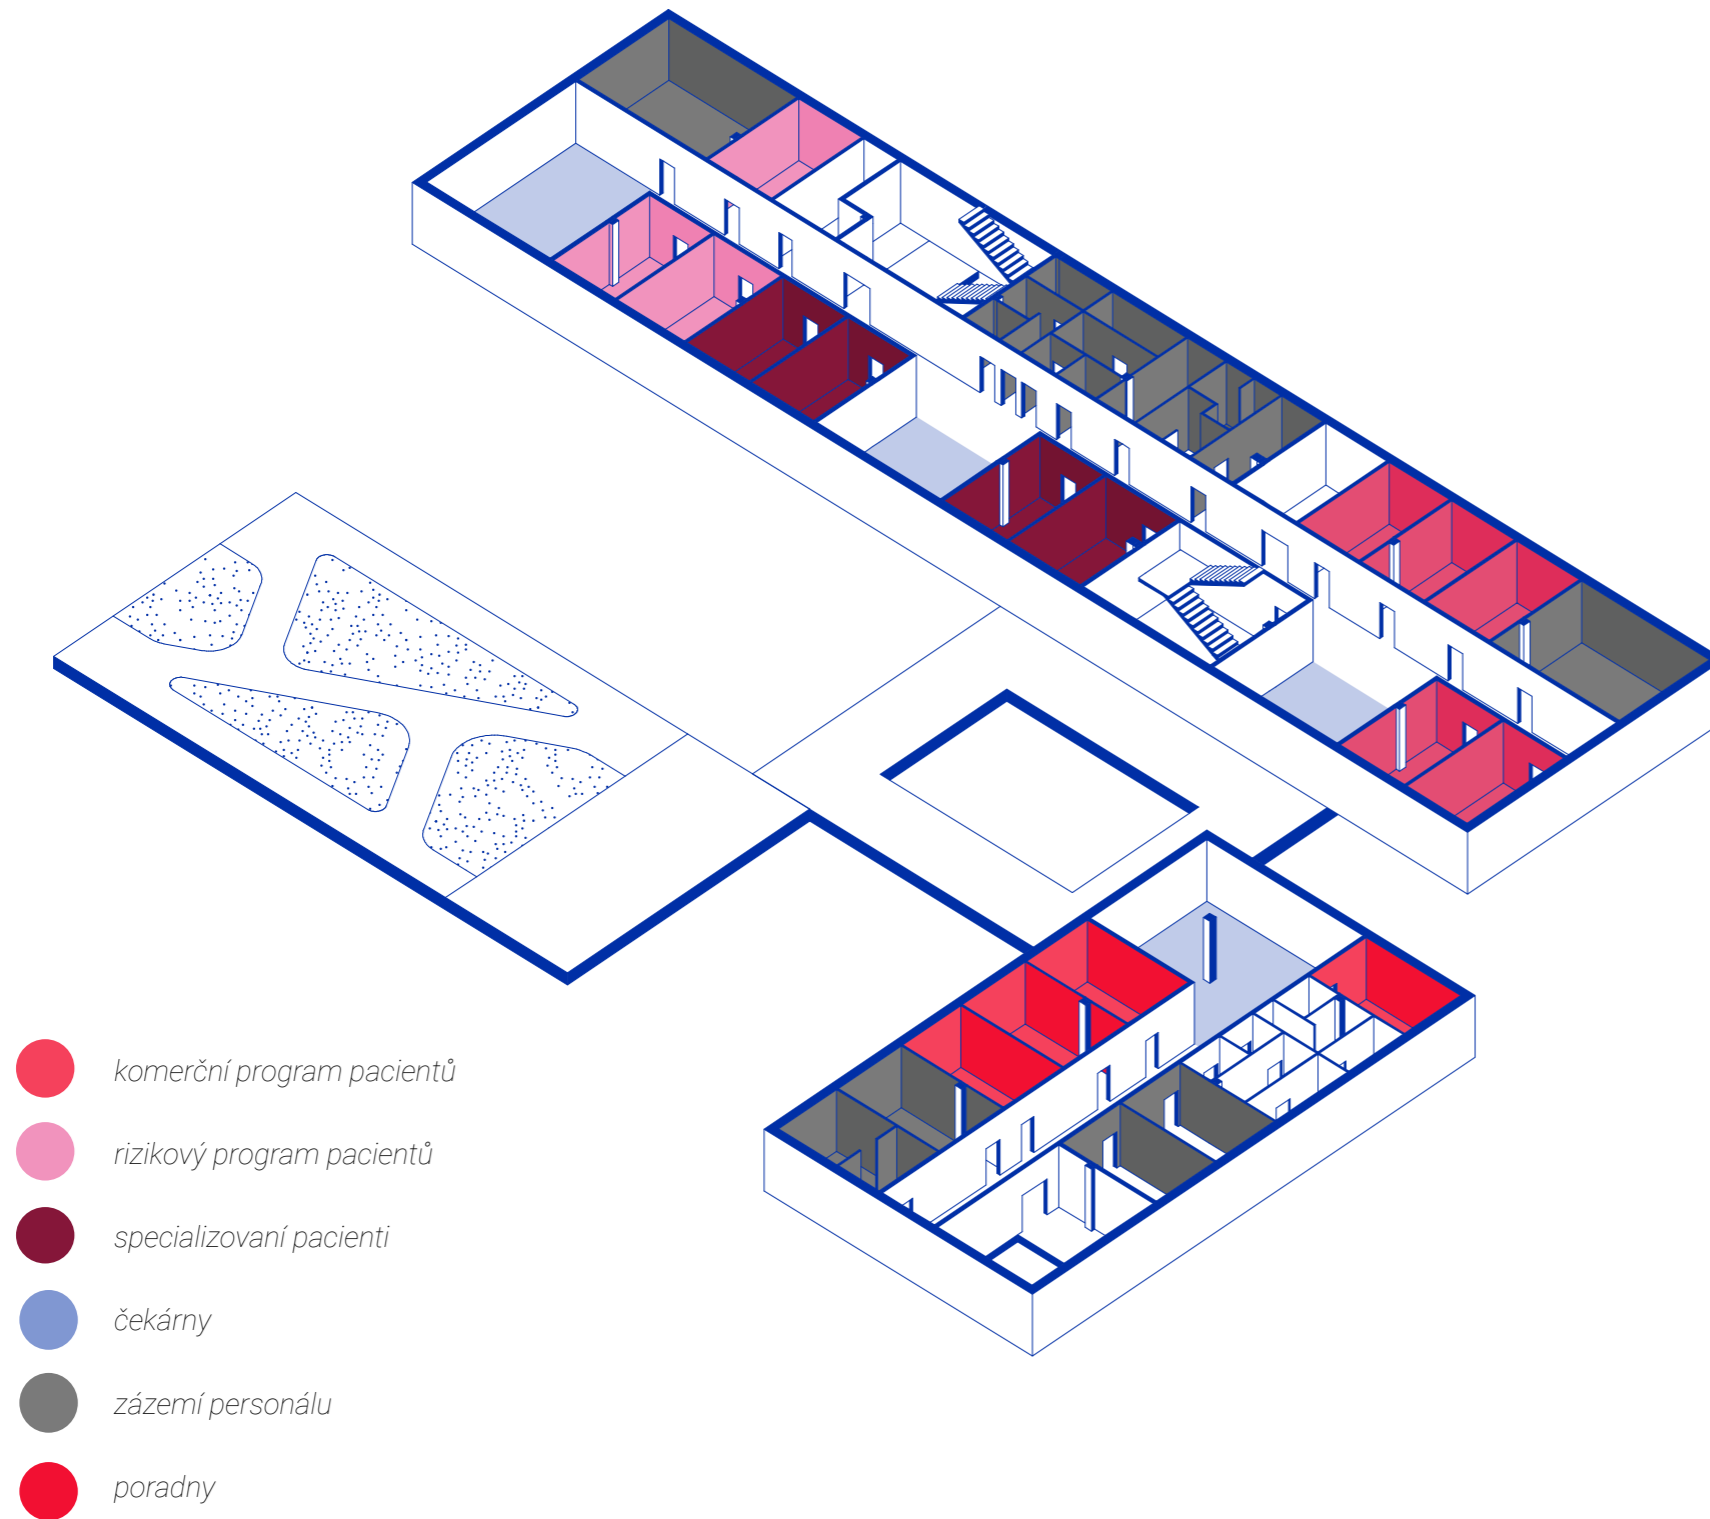 komerční program pacientů
rizikový program pacientů
specializovaní pacienti
čekárny
zázemí personálu
poradny